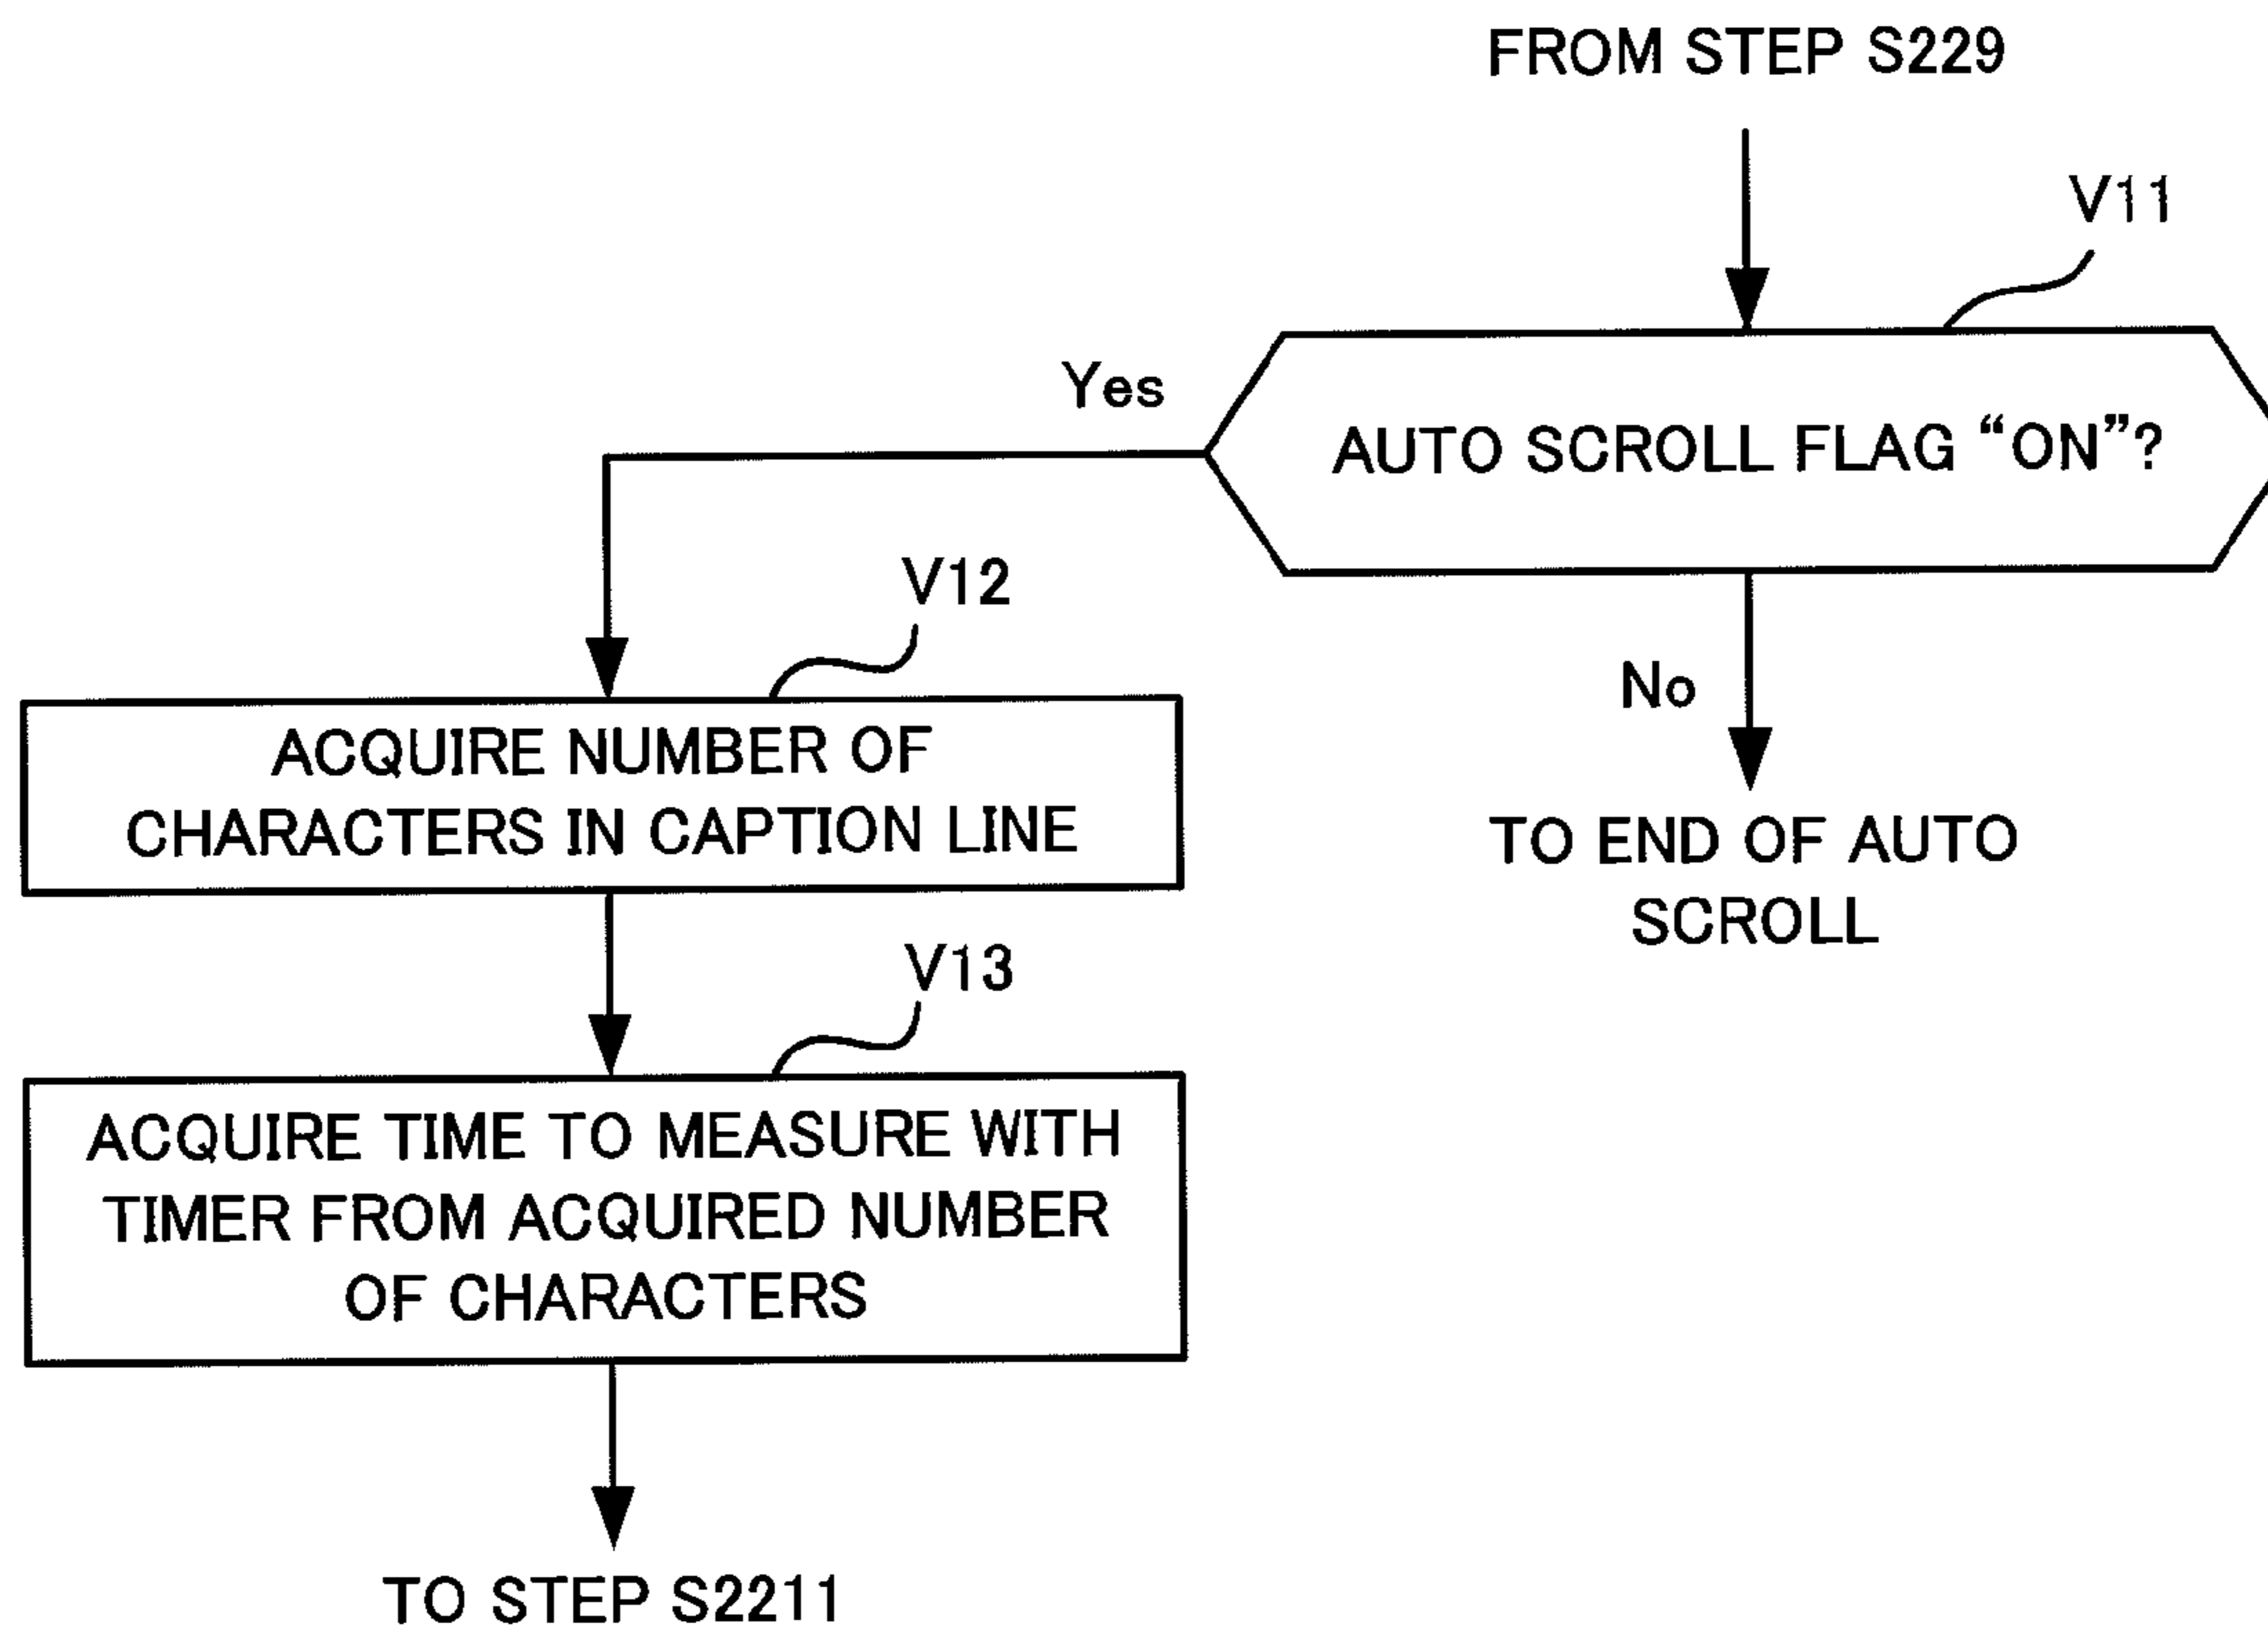 FROM STEP S229
V11
AUTO SCROLL FLAG “ON”?
Yes
No
V12
ACQUIRE NUMBER OF
CHARACTERS IN CAPTION LINE
TO END OF AUTO
SCROLL
V13
ACQUIRE TIME TO MEASURE WITH
TIMER FROM ACQUIRED NUMBER
OF CHARACTERS
TO STEP S2211